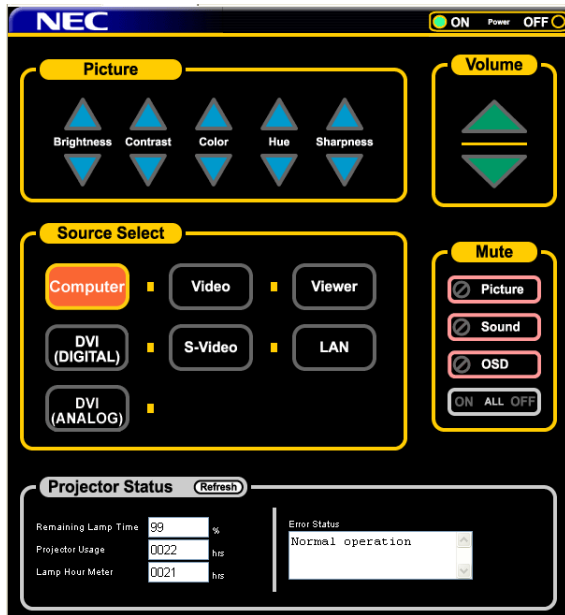 NEC
ON Power OFF
Picture
Volume
Brightness Contrast Color Hue Sharpness
Source Select
Computer Video Viewer
DVI (DIGITAL) S-Video LAN
DVI (ANALOG)
Mute
Picture
Sound
OSD
ON ALL OFF
Projector Status Refresh
Remaining Lamp Time 99 %
Projector Usage 0022 hrs
Lamp Hour Meter 0021 hrs
Error Status
Normal operation